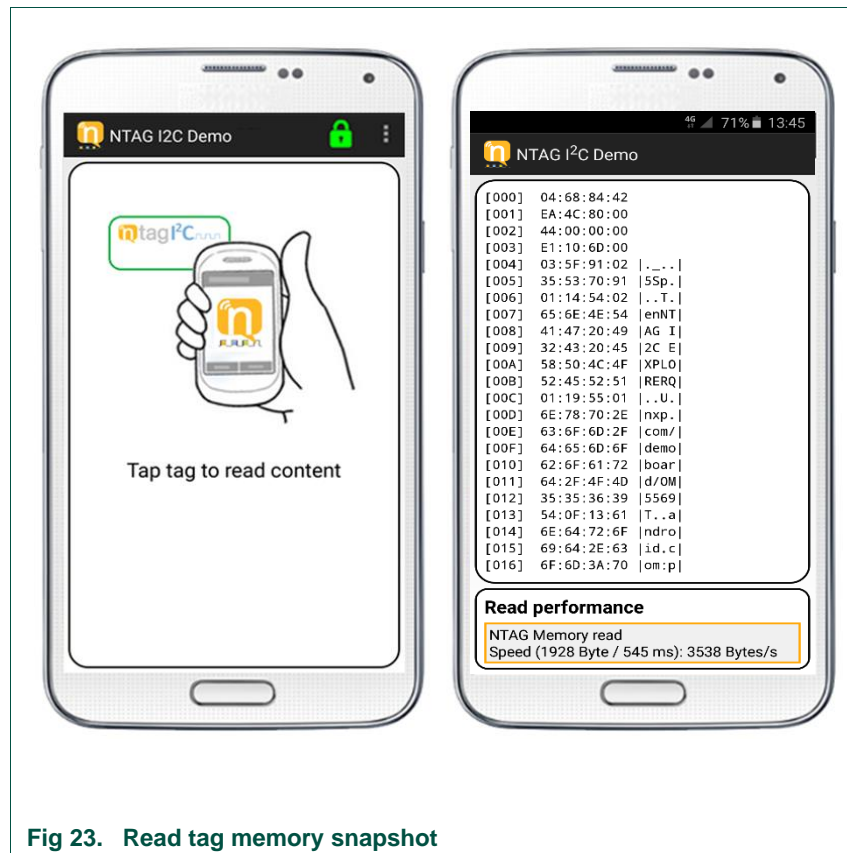 NTAG I2C Demo
ntagI²C
n
Tap tag to read content
4G 71% 13:45
NTAG I²C Demo
[000] 04:68:84:42
[001] EA:4C:80:00
[002] 44:00:00:00
[003] E1:10:6D:00
[004] 03:5F:91:02 |._..|
[005] 35:53:70:91 |5Sp.|
[006] 01:14:54:02 |..T.|
[007] 65:6E:4E:54 |enNT|
[008] 41:47:20:49 |AG I|
[009] 32:43:20:45 |2C E|
[00A] 58:50:4C:4F |XPLO|
[00B] 52:45:52:51 |RERQ|
[00C] 01:19:55:01 |..U.|
[00D] 6E:78:70:2E |nxp.|
[00E] 63:6F:6D:2F |com/|
[00F] 64:65:6D:6F |demo|
[010] 62:6F:61:72 |boar|
[011] 64:2F:4F:4D |d/OM|
[012] 35:35:36:39 |5569|
[013] 54:0F:13:61 |T..a|
[014] 6E:64:72:6F |ndro|
[015] 69:64:2E:63 |id.c|
[016] 6F:6D:3A:70 |om:p|
Read performance
NTAG Memory read
Speed (1928 Byte / 545 ms): 3538 Bytes/s
Fig 23. Read tag memory snapshot